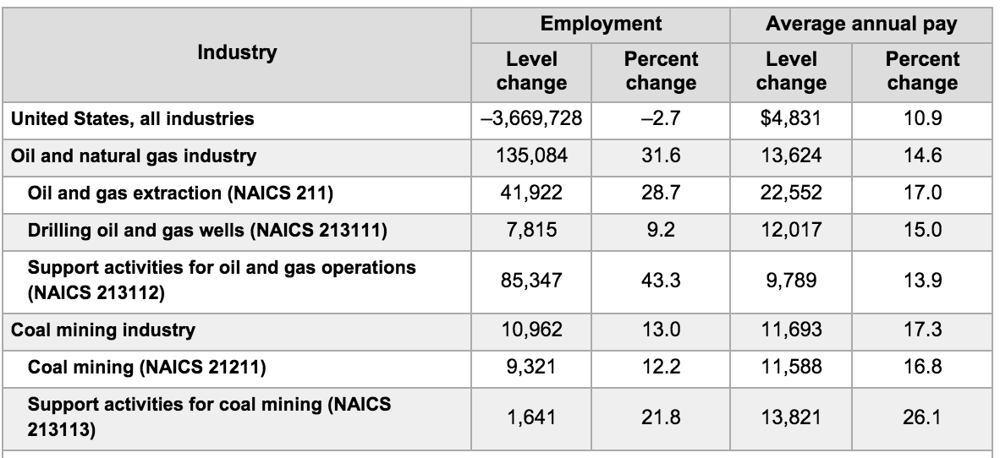 Industry Employment Average annual pay
Level change Percent change Level change Percent change
United States, all industries –3,669,728 –2.7 $4,831 10.9
Oil and natural gas industry 135,084 31.6 13,624 14.6
Oil and gas extraction (NAICS 211) 41,922 28.7 22,552 17.0
Drilling oil and gas wells (NAICS 213111) 7,815 9.2 12,017 15.0
Support activities for oil and gas operations
(NAICS 213112) 85,347 43.3 9,789 13.9
Coal mining industry 10,962 13.0 11,693 17.3
Coal mining (NAICS 21211) 9,321 12.2 11,588 16.8
Support activities for coal mining (NAICS
213113) 1,641 21.8 13,821 26.1